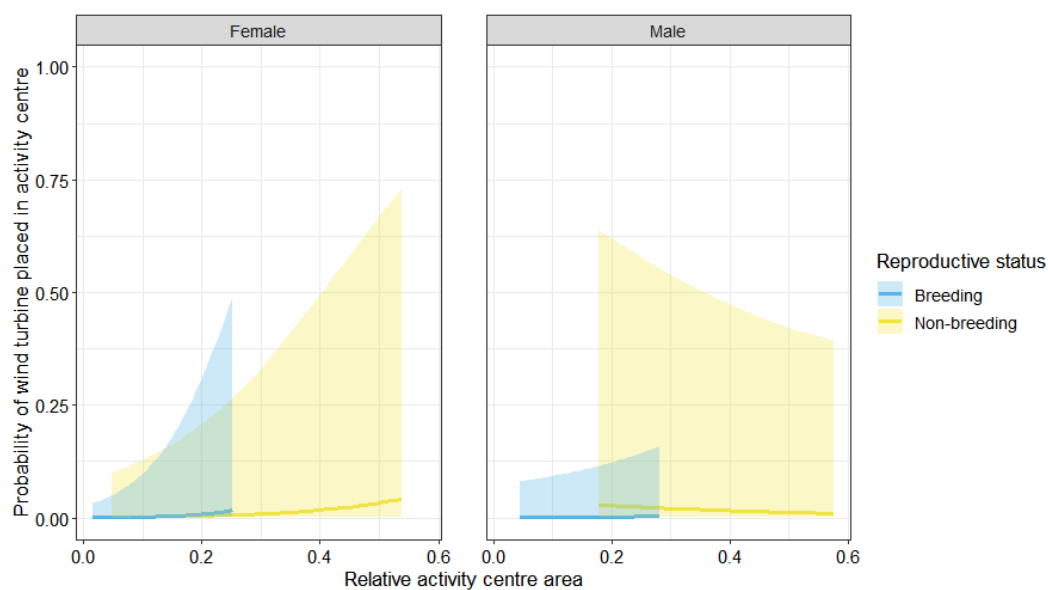 Female
Male
Probability of wind turbine placed in activity centre
1.00
0.75
0.50
0.25
0.00
0.0
0.2
0.4
0.6
0.0
0.2
0.4
0.6
Relative activity centre area
Reproductive status
Breeding
Non-breeding